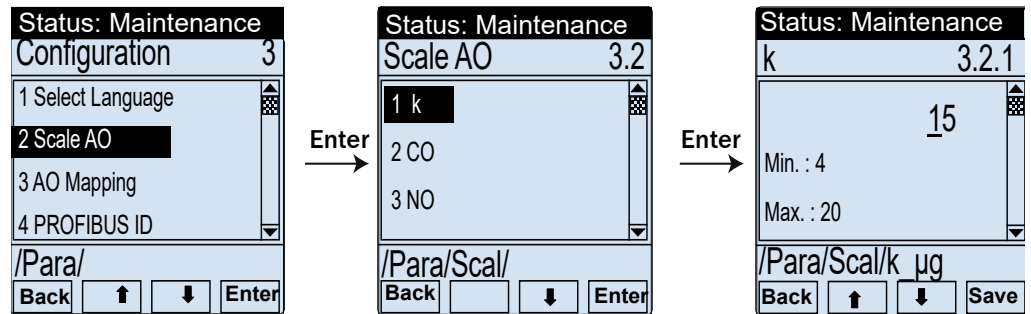 Status: Maintenance
Configuration 3
1 Select Language
2 Scale AO
3 AO Mapping
4 PROFIBUS ID
/Para/
Back Enter
Enter
Status: Maintenance
Scale AO 3.2
1 k
2 CO
3 NO
/Para/Scal/
Back Enter
Enter
Status: Maintenance
k 3.2.1
15
Min. : 4
Max. : 20
/Para/Scal/k_µg
Back Save